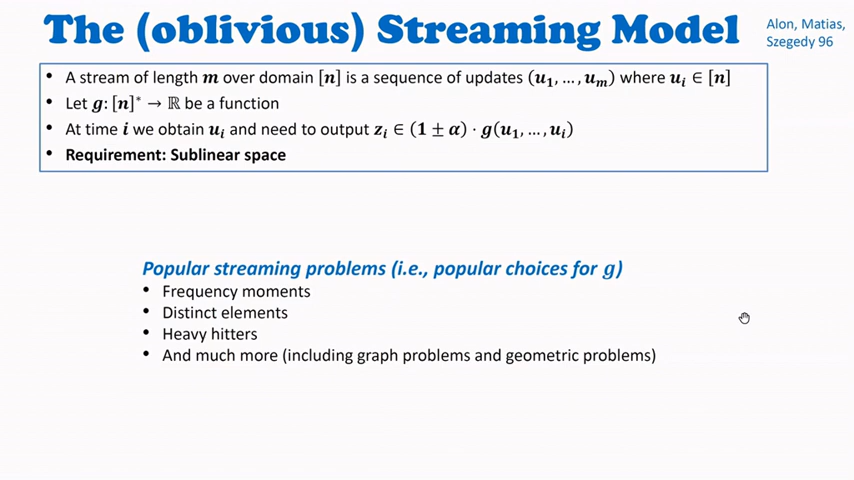 The (oblivious) Streaming Model
Alon, Matias,
Szegedy 96
• A stream of length m over domain [n] is a sequence of updates (u₁, …, uₘ) where uᵢ ∈ [n]
• Let g: [n]* → ℝ be a function
• At time i we obtain uᵢ and need to output zᵢ ∈ (1 ± α) · g(u₁, …, uᵢ)
• Requirement: Sublinear space
Popular streaming problems (i.e., popular choices for g)
• Frequency moments
• Distinct elements
• Heavy hitters
• And much more (including graph problems and geometric problems)